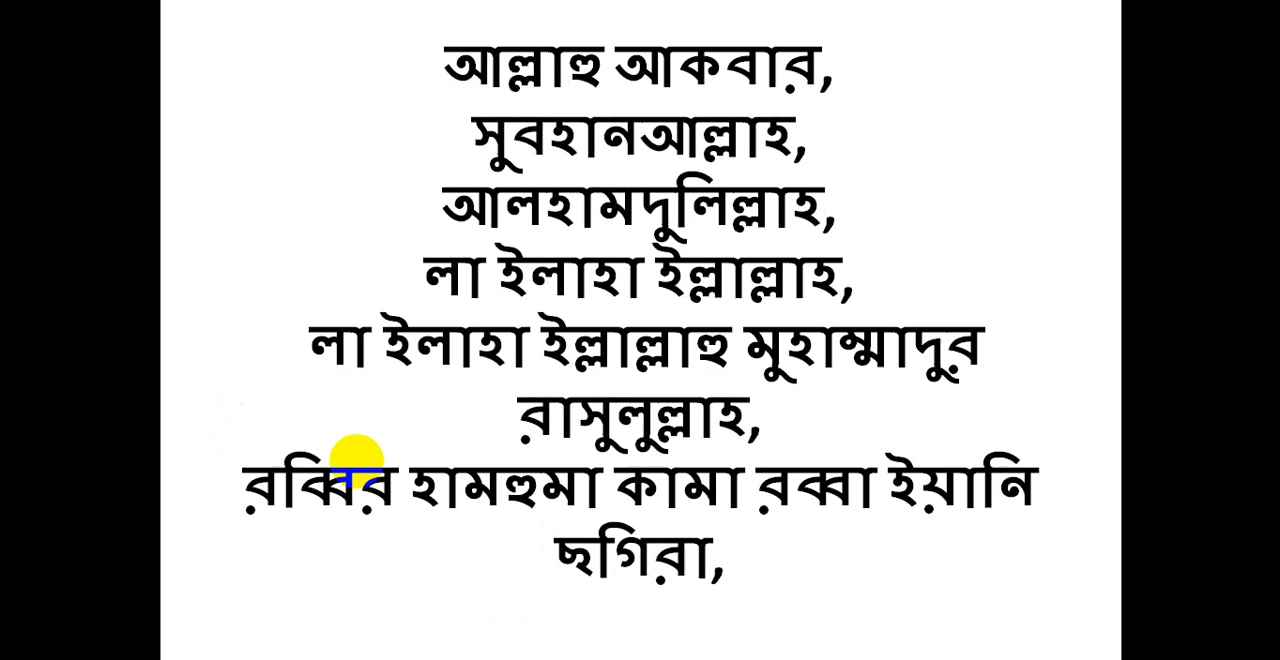 আল্লাহু আকবার,
সুবহানআল্লাহ,
আলহামদুলিল্লাহ,
লা ইলাহা ইল্লাল্লাহ,
লা ইলাহা ইল্লাল্লাহু মুহাম্মাদুর
রাসুলুল্লাহ,
রব্বির হামহুমা কামা রব্বা ইয়ানি
ছগিরা,